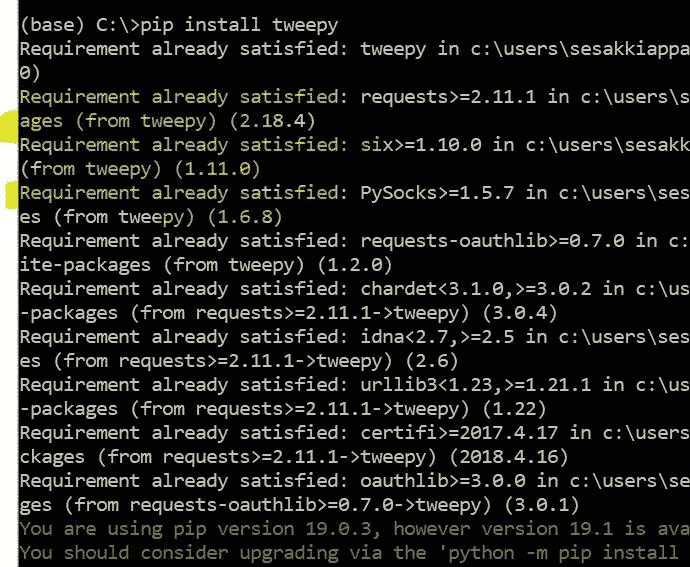 (base) C:\>pip install tweepy
Requirement already satisfied: tweepy in c:\users\sesakkiappa
0)
Requirement already satisfied: requests>=2.11.1 in c:\users\s
ages (from tweepy) (2.18.4)
Requirement already satisfied: six>=1.10.0 in c:\users\sesakk
(from tweepy) (1.11.0)
Requirement already satisfied: PySocks>=1.5.7 in c:\users\ses
es (from tweepy) (1.6.8)
Requirement already satisfied: requests-oauthlib>=0.7.0 in c:
ite-packages (from tweepy) (1.2.0)
Requirement already satisfied: chardet<3.1.0,>=3.0.2 in c:\us
-packages (from requests>=2.11.1->tweepy) (3.0.4)
Requirement already satisfied: idna<2.7,>=2.5 in c:\users\ses
es (from requests>=2.11.1->tweepy) (2.6)
Requirement already satisfied: urllib3<1.23,>=1.21.1 in c:\us
-packages (from requests>=2.11.1->tweepy) (1.22)
Requirement already satisfied: certifi>=2017.4.17 in c:\users
ckages (from requests>=2.11.1->tweepy) (2018.4.16)
Requirement already satisfied: oauthlib>=3.0.0 in c:\users\se
ges (from requests-oauthlib>=0.7.0->tweepy) (3.0.1)
You are using pip version 19.0.3, however version 19.1 is ava
You should consider upgrading via the 'python -m pip install